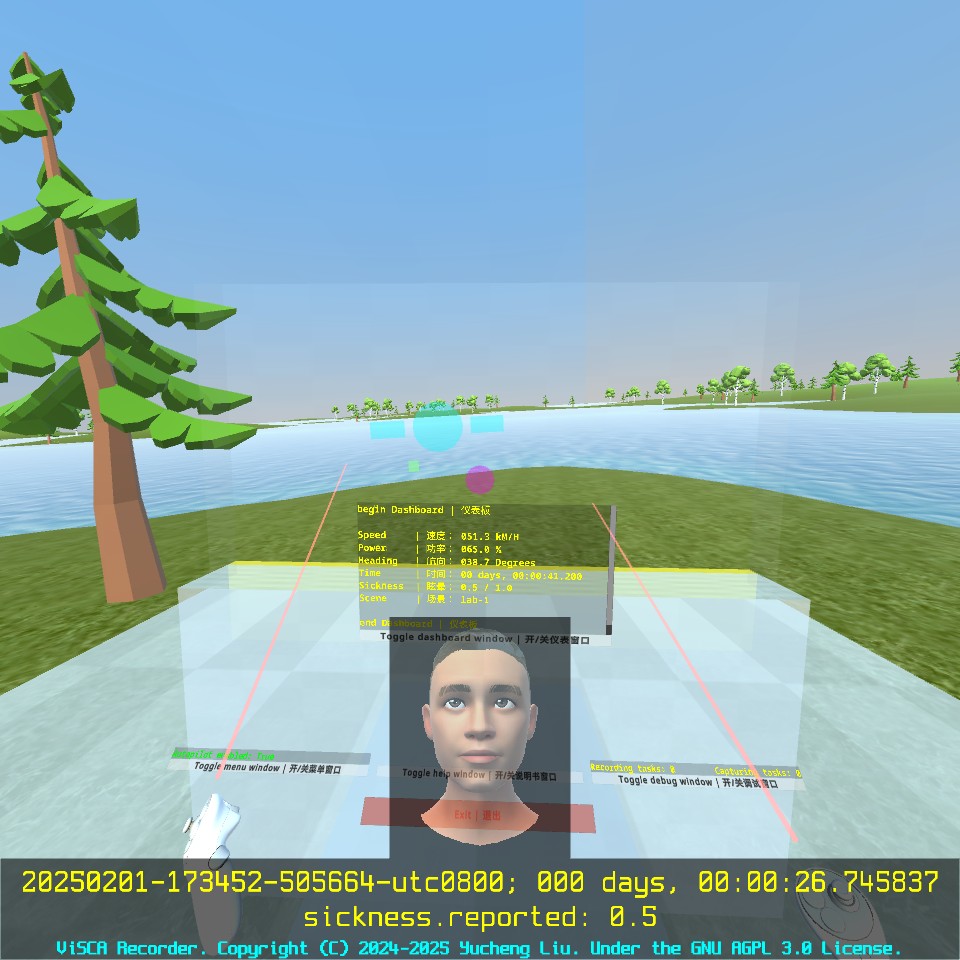 begin Dashboard | 仪表板
Speed | 速度： 051.3 kM/H
Power | 功率： 065.0 %
Heading | 航向： 038.7 Degrees
Time | 时间： 00 days, 00:00:41.200
Sickness | 眩晕： 0.5 / 1.0
Scene | 场景： lab-1
end Dashboard | 仪表板
Toggle dashboard window | 开/关仪表窗口
Toggle menu window | 开/关菜单窗口
Toggle help window | 开/关说明书窗口
Recording tasks: 0 Capturing tasks: 0
Toggle debug window | 开/关调试窗口
Exit | 退出
20250201-173452-505664-utc0800; 000 days, 00:00:26.745837
sickness.reported: 0.5
ViSCA Recorder. Copyright (C) 2024-2025 Yucheng Liu. Under the GNU AGPL 3.0 License.